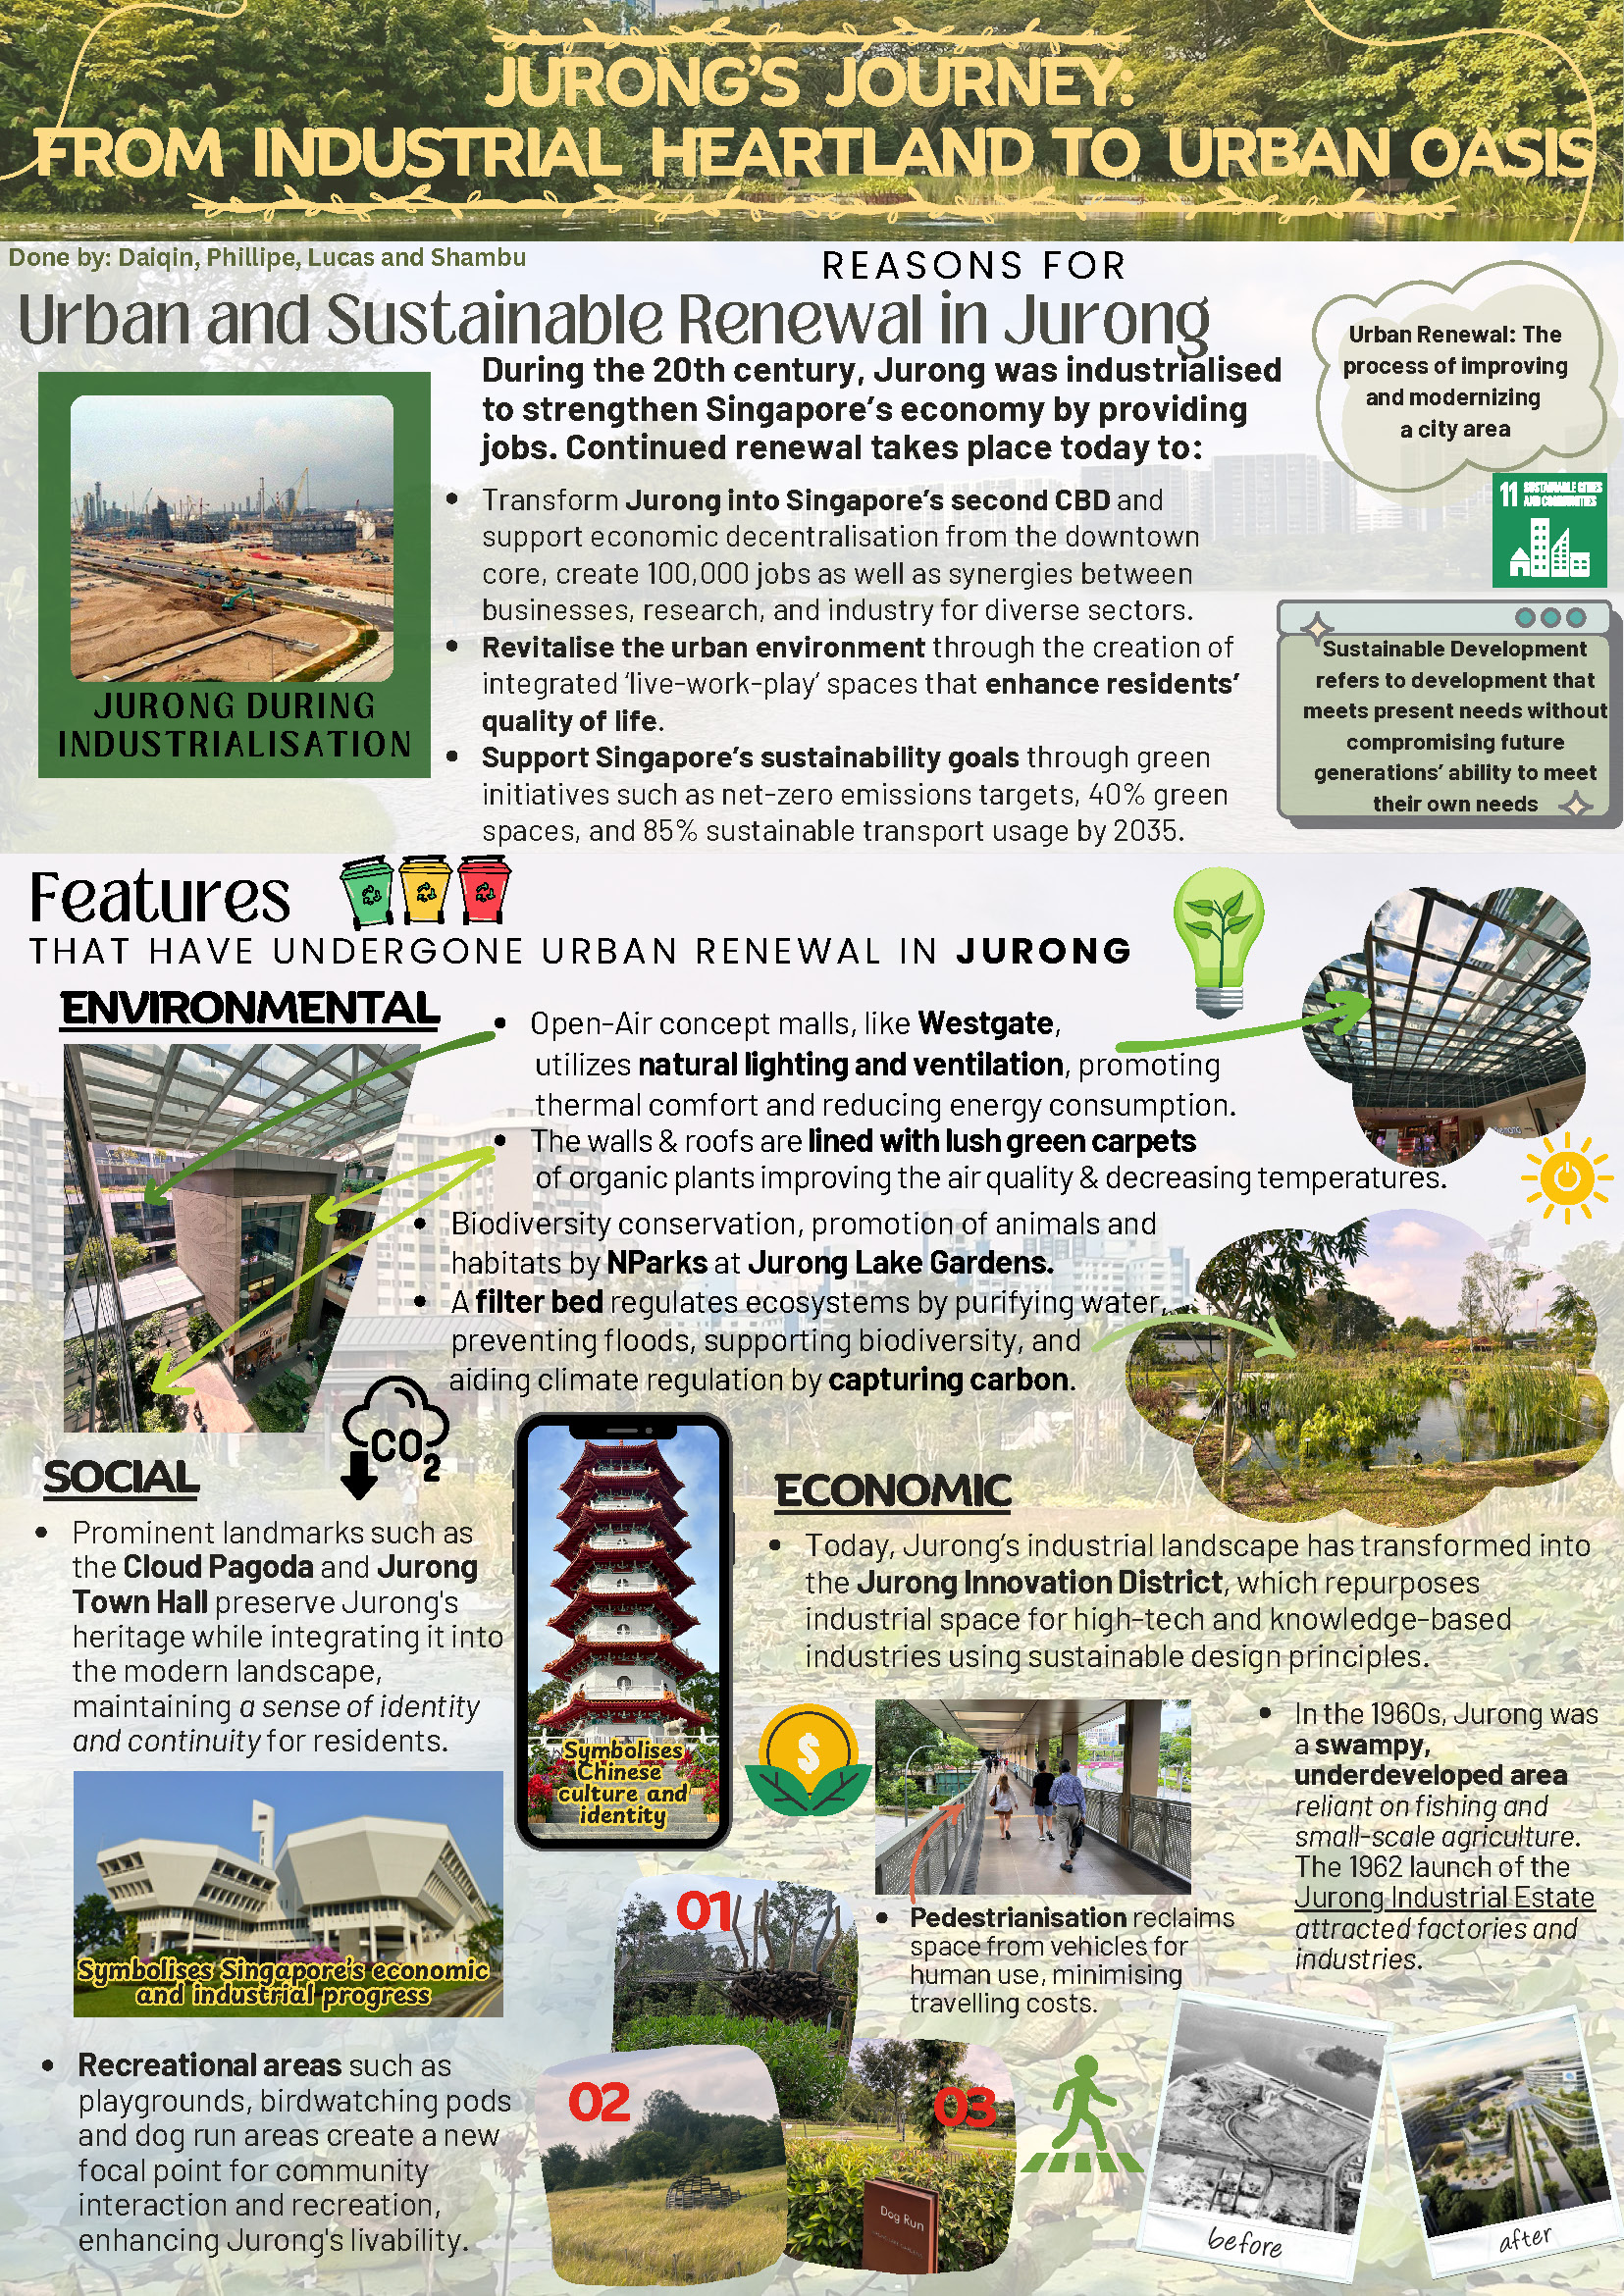 JURONG'S JOURNEY:
FROM INDUSTRIAL HEARTLAND TO URBAN OASIS
Done by: Daiqin, Phillipe, Lucas and Shambu
REASONS FOR
Urban and Sustainable Renewal in Jurong
Urban Renewal: The
process of improving
and modernizing
a city area
JURONG DURING
INDUSTRIALISATION
During the 20th century, Jurong was industrialised
to strengthen Singapore's economy by providing
jobs. Continued renewal takes place today to:
• Transform Jurong into Singapore's second CBD and
support economic decentralisation from the downtown
core, create 100,000 jobs as well as synergies between
businesses, research, and industry for diverse sectors.
• Revitalise the urban environment through the creation of
integrated 'live-work-play' spaces that enhance residents'
quality of life.
• Support Singapore's sustainability goals through green
initiatives such as net-zero emissions targets, 40% green
spaces, and 85% sustainable transport usage by 2035.
11 SUSTAINABLE CITIES
AND COMMUNITIES
Sustainable Development
refers to development that
meets present needs without
compromising future
generations' ability to meet
their own needs
Features
THAT HAVE UNDERGONE URBAN RENEWAL IN JURONG
ENVIRONMENTAL
• Open-Air concept malls, like Westgate,
utilizes natural lighting and ventilation, promoting
thermal comfort and reducing energy consumption.
• The walls & roofs are lined with lush green carpets
of organic plants improving the air quality & decreasing temperatures.
• Biodiversity conservation, promotion of animals and
habitats by NParks at Jurong Lake Gardens.
• A filter bed regulates ecosystems by purifying water,
preventing floods, supporting biodiversity, and
aiding climate regulation by capturing carbon.
CO2
SOCIAL
• Prominent landmarks such as
the Cloud Pagoda and Jurong
Town Hall preserve Jurong's
heritage while integrating it into
the modern landscape,
maintaining a sense of identity
and continuity for residents.
Symbolises
Chinese
culture and
identity
Symbolises Singapore's economic
and industrial progress
• Recreational areas such as
playgrounds, birdwatching pods
and dog run areas create a new
focal point for community
interaction and recreation,
enhancing Jurong's livability.
01
02
03
Dog Run
ECONOMIC
• Today, Jurong's industrial landscape has transformed into
the Jurong Innovation District, which repurposes
industrial space for high-tech and knowledge-based
industries using sustainable design principles.
$
• Pedestrianisation reclaims
space from vehicles for
human use, minimising
travelling costs.
• In the 1960s, Jurong was
a swampy,
underdeveloped area
reliant on fishing and
small-scale agriculture.
The 1962 launch of the
Jurong Industrial Estate
attracted factories and
industries.
before
after